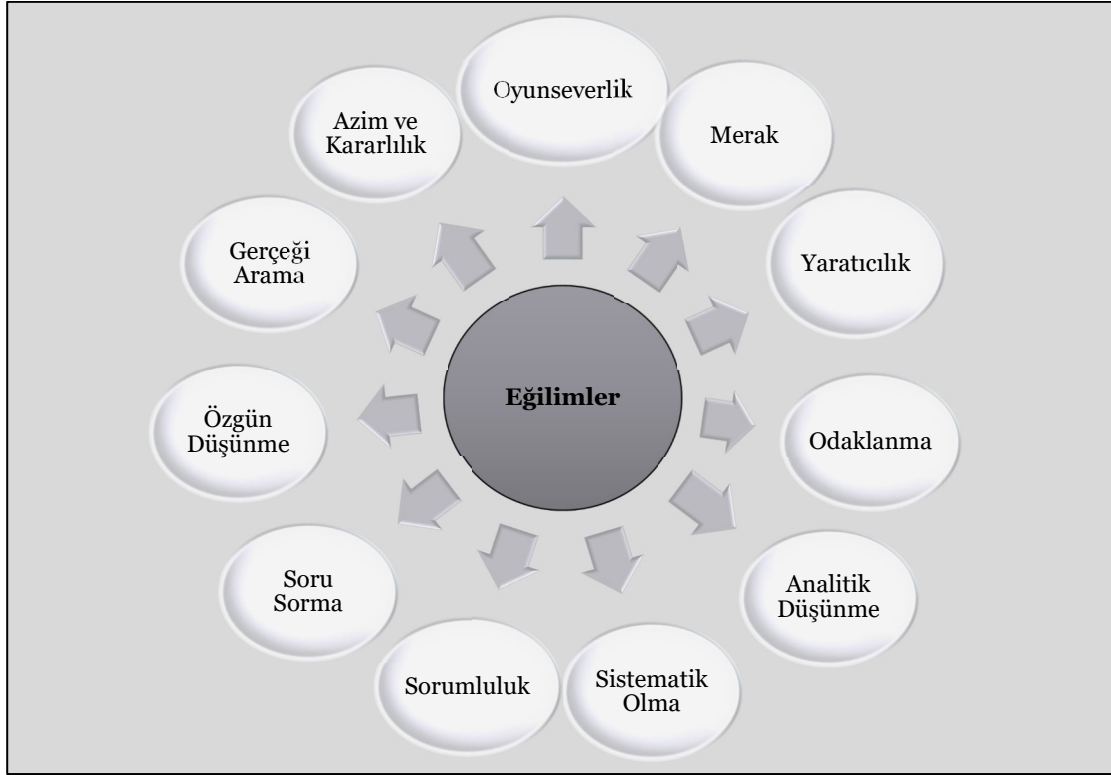 Oyunseverlik
Merak
Yaratıcılık
Odaklanma
Analitik
Düşünme
Sistematik
Olma
Sorumluluk
Soru
Sorma
Özgün
Düşünme
Gerçeği
Arama
Azim ve
Kararlılık
Eğilimler